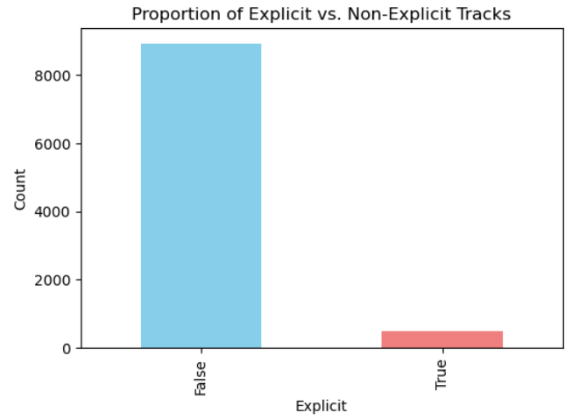 Proportion of Explicit vs. Non-Explicit Tracks
8000
6000
4000
2000
0
Count
False
True
Explicit